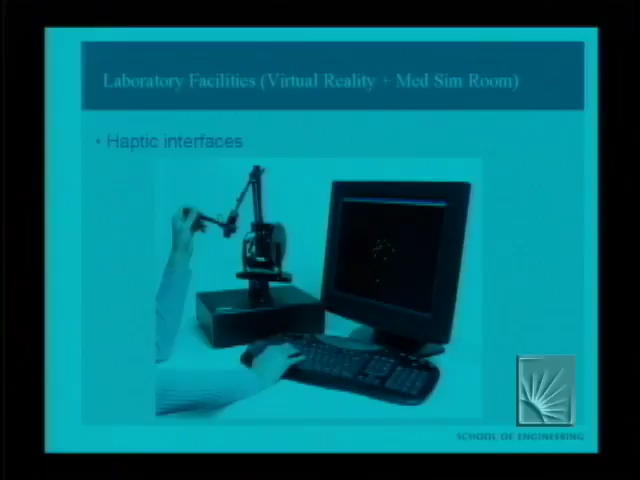 Laboratory Facilities (Virtual Reality + Med Sim Room)
• Haptic interfaces
SCHOOL OF ENGINEERING